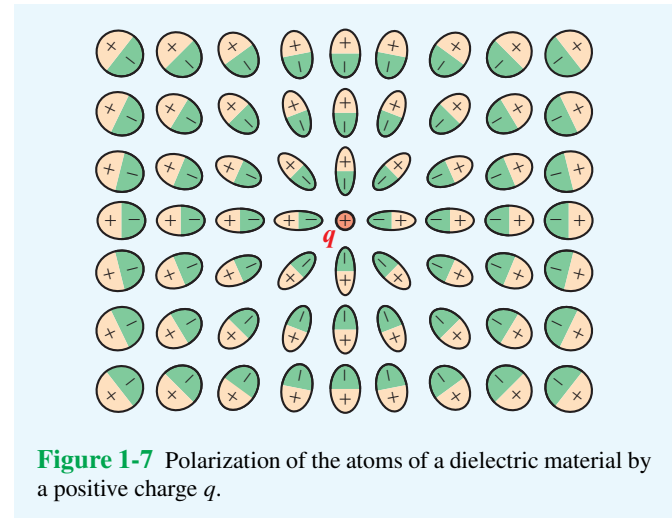 q
Figure 1-7 Polarization of the atoms of a dielectric material by
a positive charge q.